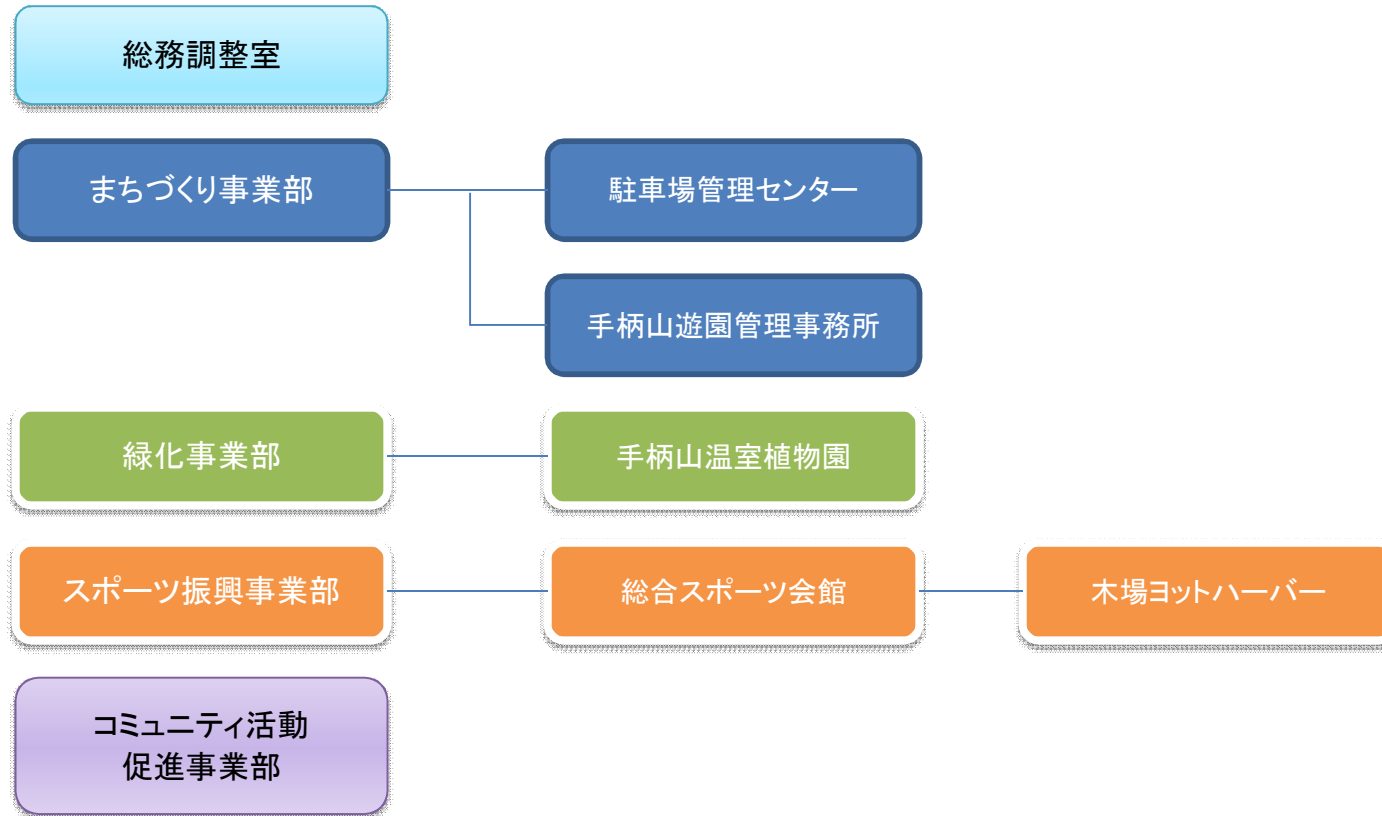 総務調整室
まちづくり事業部
駐車場管理センター
手柄山遊園管理事務所
緑化事業部
手柄山温室植物園
スポーツ振興事業部
総合スポーツ会館
木場ヨットハーバー
コミュニティ活動
促進事業部